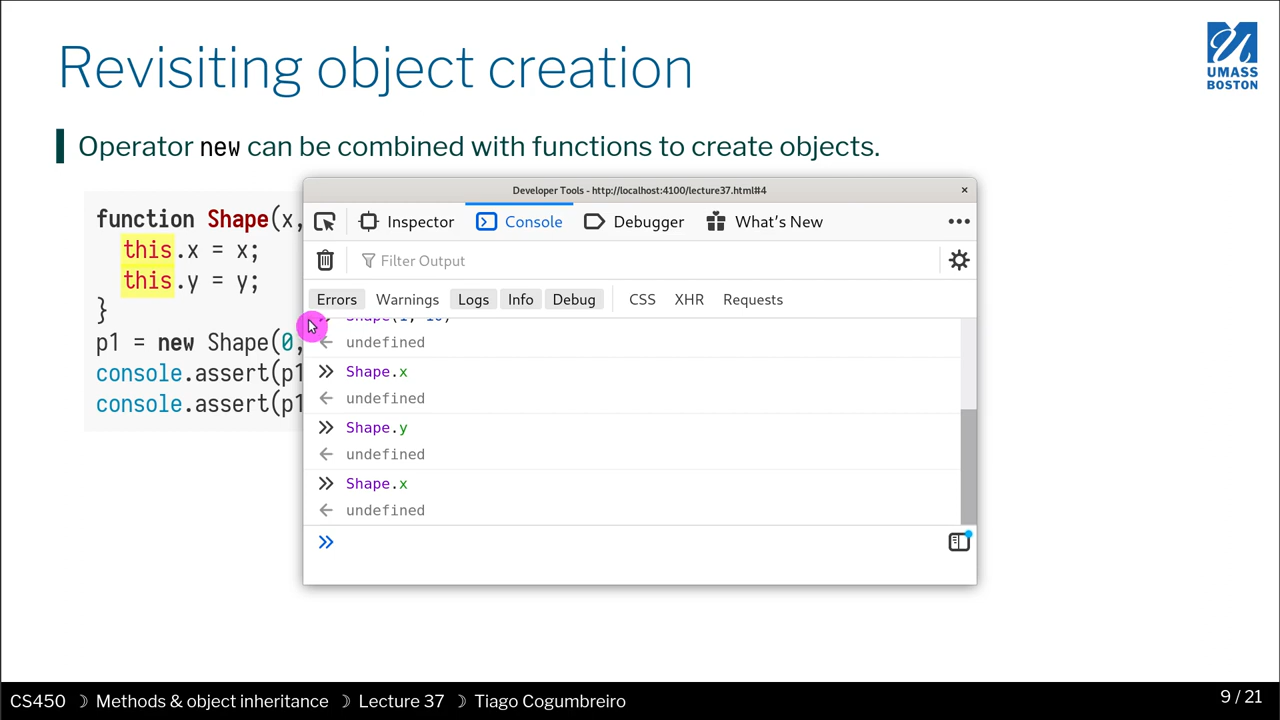 Revisiting object creation
UMASS
BOSTON
Operator new can be combined with functions to create objects.
function Shape(x,
this.x = x;
this.y = y;
}
p1 = new Shape(0,
console.assert(p1
console.assert(p1
Developer Tools - http://localhost:4100/lecture37.html#4
Inspector Console Debugger What's New
Filter Output
Errors Warnings Logs Info Debug CSS XHR Requests
Shape(1, 10)
undefined
Shape.x
undefined
Shape.y
undefined
Shape.x
undefined
CS450 ☽ Methods & object inheritance ☽ Lecture 37 ☽ Tiago Cogumbreiro
9 / 21